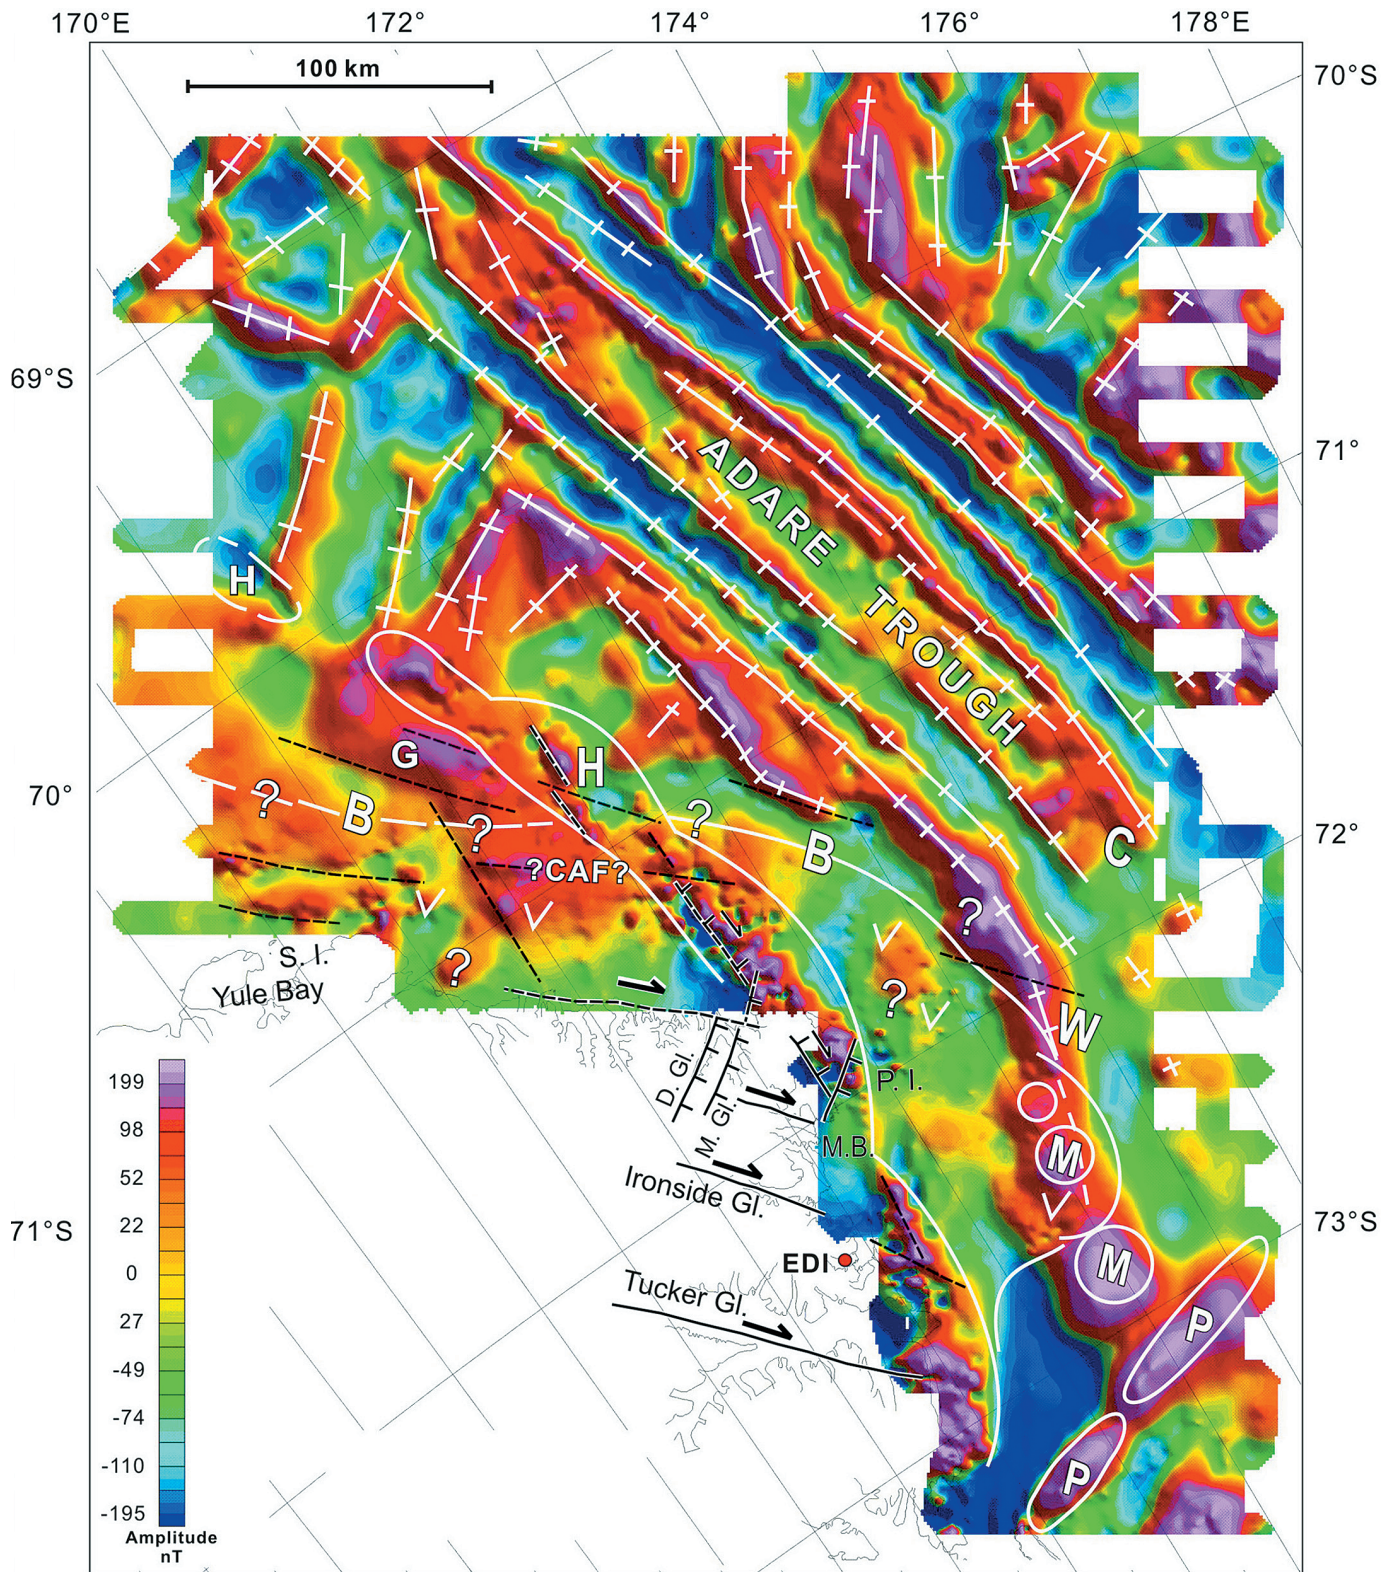 170°E 172° 174° 176° 178°E
100 km
70°S
69°S
71°
ADARE
TROUGH
H
G
H
?
B
?
?
B
?CAF?
C
70°
72°
?
?
?
S. I.
Yule Bay
W
199
98
52
22
0
27
-49
-74
-110
-195
Amplitude
nT
D. Gl.
M. Gl.
P. I.
M.B.
M
Ironside Gl.
71°S
73°S
EDI
M
Tucker Gl.
P
P